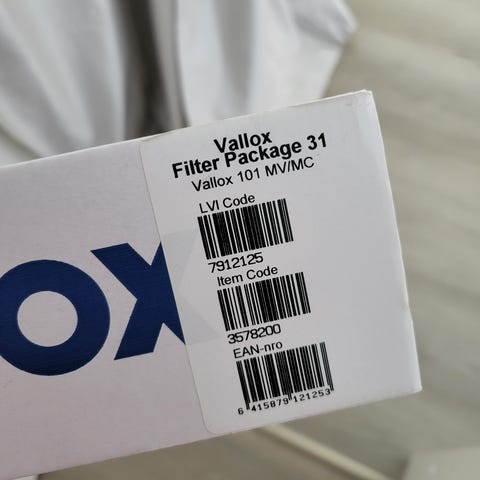 Vallox
Filter Package 31
Vallox 101 MV/MC
LVI Code
7912125
Item Code
3578200
EAN-nro
6 415879 121253
ox